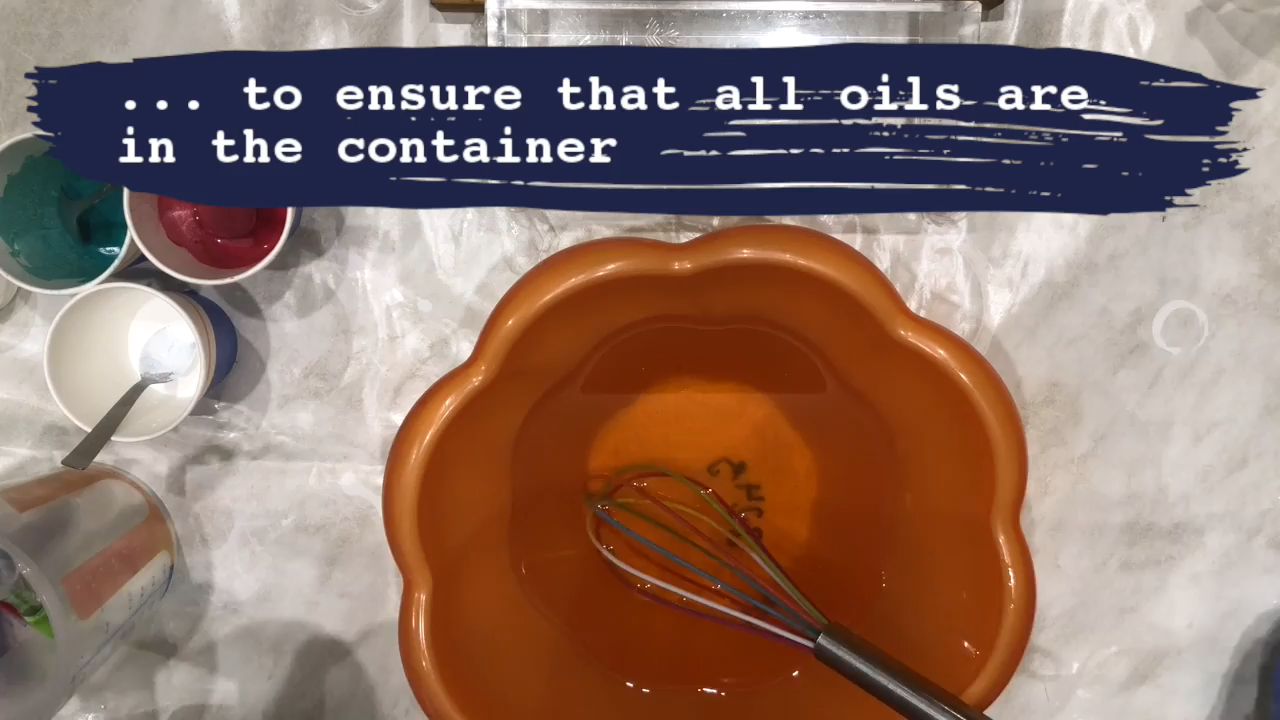 ... to ensure that all oils are
in the container